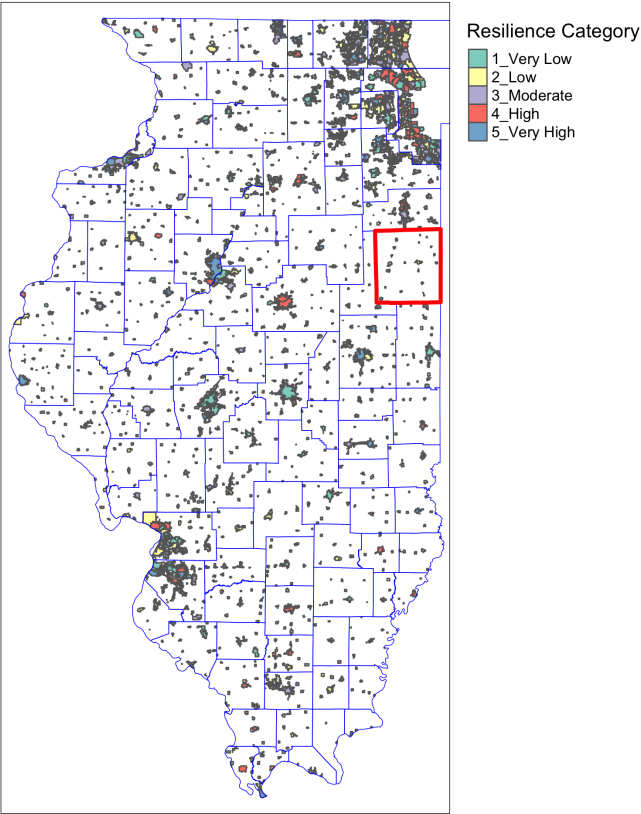 Resilience Category
1_Very Low
2_Low
3_Moderate
4_High
5_Very High